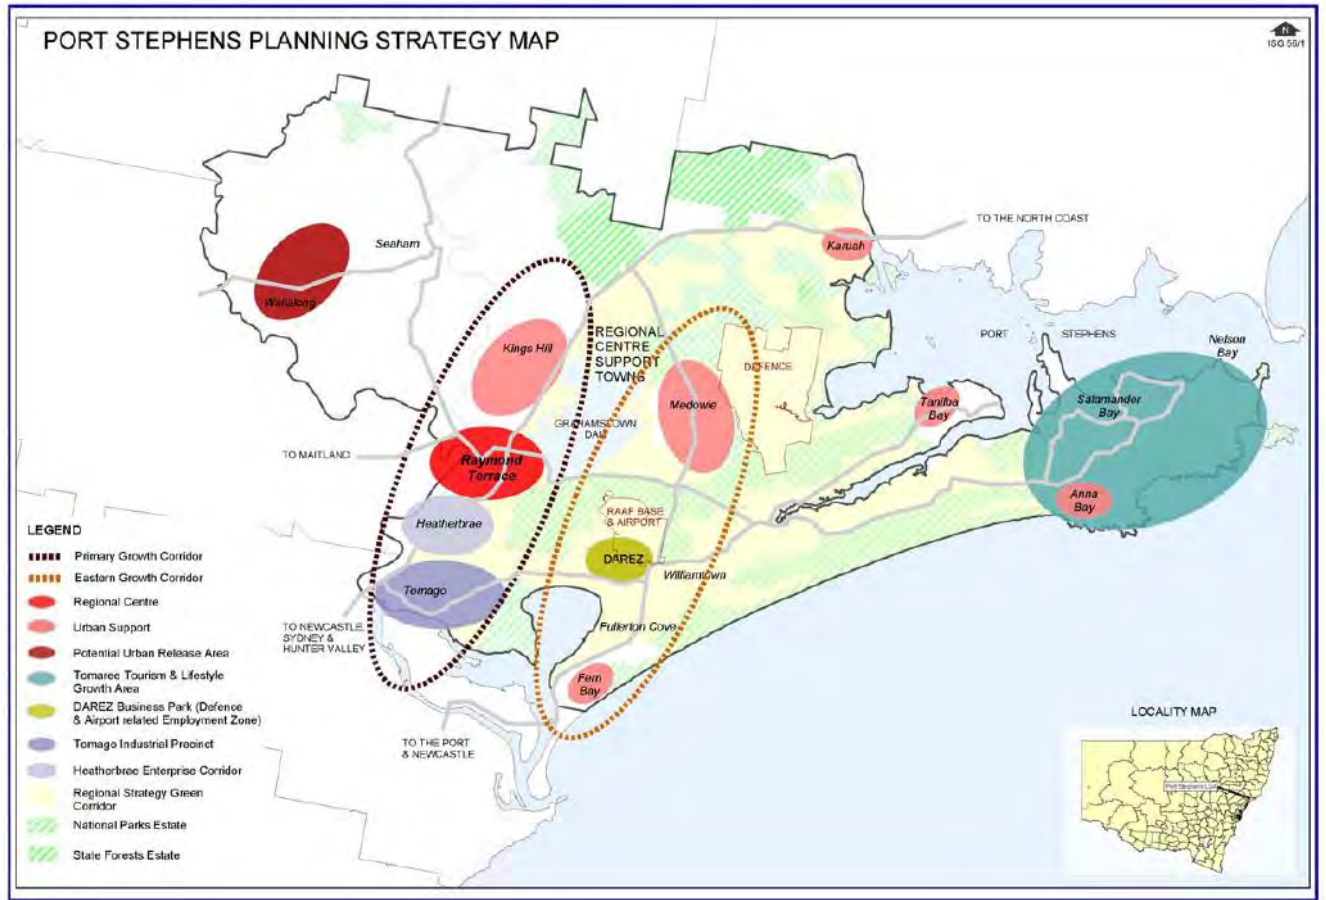 PORT STEPHENS PLANNING STRATEGY MAP
N
ISG 56/1
TO THE NORTH COAST
Seaham
Karuah
Wallalong
PORT STEPHENS
Nelson
Bay
Kings Hill
REGIONAL
CENTRE
SUPPORT
TOWNS
DEFENCE
Medowie
Tanilba
Bay
Salamander
Bay
GRAHAMSTOWN
DAM
TO MAITLAND
Raymond
Terrace
Anna
Bay
Heatherbrae
RAAF BASE
& AIRPORT
DAREZ
Williamtown
Tomago
TO NEWCASTLE,
SYDNEY &
HUNTER VALLEY
Fullerton Cove
Fern
Bay
TO THE PORT
& NEWCASTLE
LEGEND
Primary Growth Corridor
Eastern Growth Corridor
Regional Centre
Urban Support
Potential Urban Release Area
Tomaree Tourism & Lifestyle
Growth Area
DAREZ Business Park (Defence
& Airport related Employment Zone)
Tomago Industrial Precinct
Heatherbrae Enterprise Corridor
Regional Strategy Green
Corridor
National Parks Estate
State Forests Estate
LOCALITY MAP
Port Stephens LGA